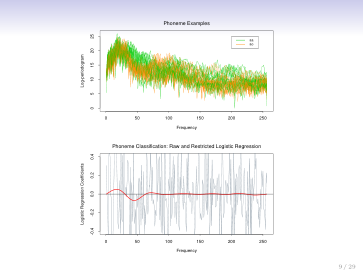 Phoneme Examples
Log-periodogram
25
20
15
10
5
0
0 50 100 150 200 250
Frequency
Phoneme Classification: Raw and Restricted Logistic Regression
Logistic Regression Coefficients
0.4
0.2
0.0
-0.2
-0.4
0 50 100 150 200 250
Frequency
9 / 29